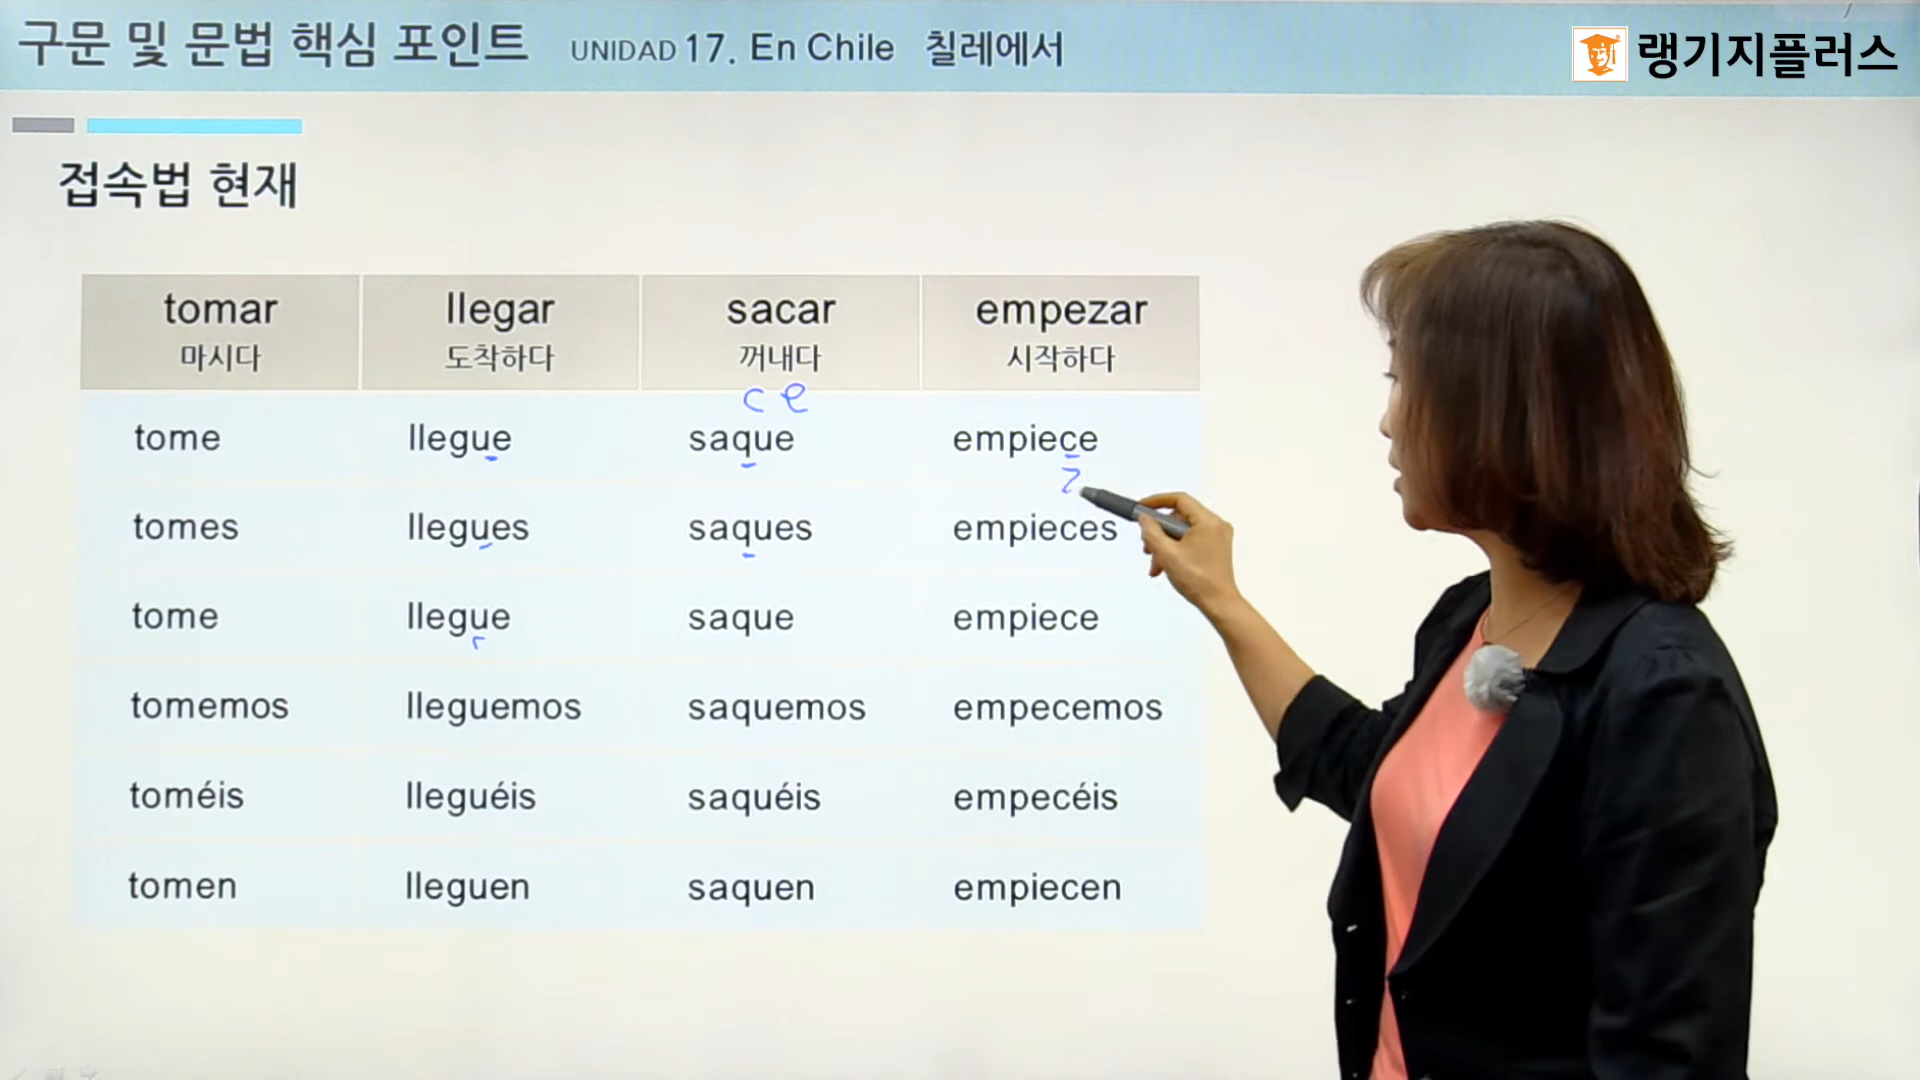 구문 및 문법 핵심 포인트 UNIDAD 17. En Chile 칠레에서
랭기지플러스
접속법 현재
tomar llegar sacar empezar
마시다 도착하다 꺼내다 시작하다
c e
tome llegue saque empiece
z
tomes llegues saques empieces
tome llegue saque empiece
tomemos lleguemos saquemos empecemos
toméis lleguéis saquéis empecéis
tomen lleguen saquen empiecen